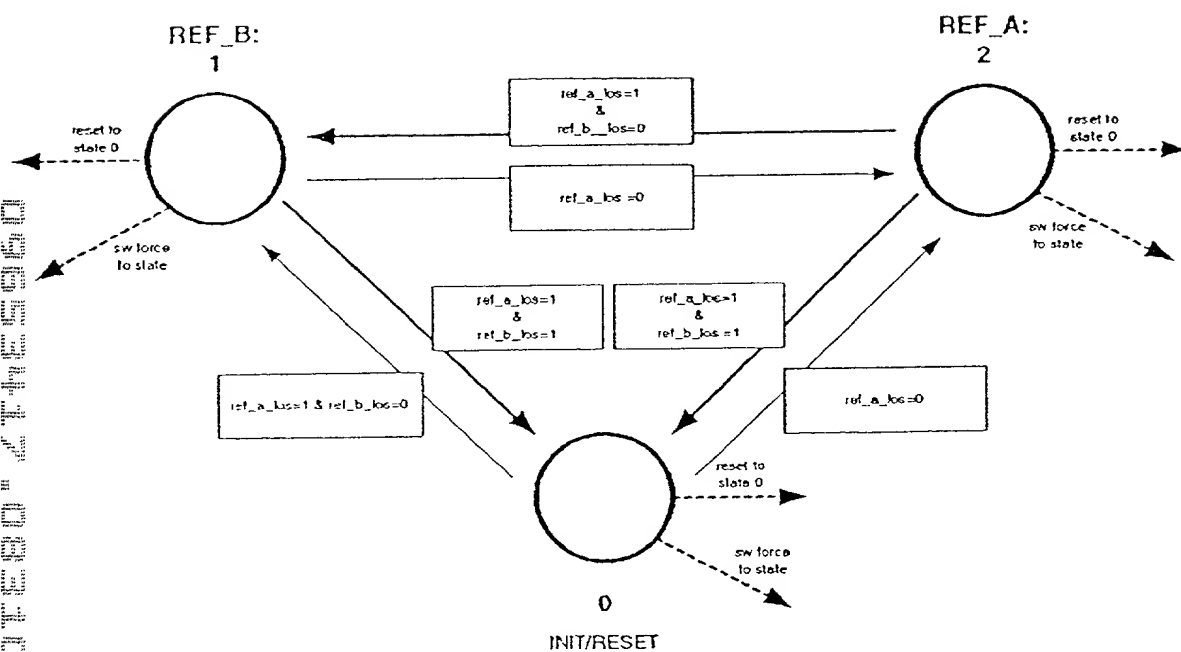 REF_B:
1
REF_A:
2
ref_a_los=1
&
ref_b__los=0
ref_a_los =0
reset to
state 0
sw force
to state
reset to
state 0
sw force
to state
ref_a_los=1
&
ref_b_los=1
ref_a_los=1
&
ref_b_los =1
ref_a_los=1 & ref_b_los=0
ref_a_los=0
reset to
state 0
sw force
to state
0
INIT/RESET